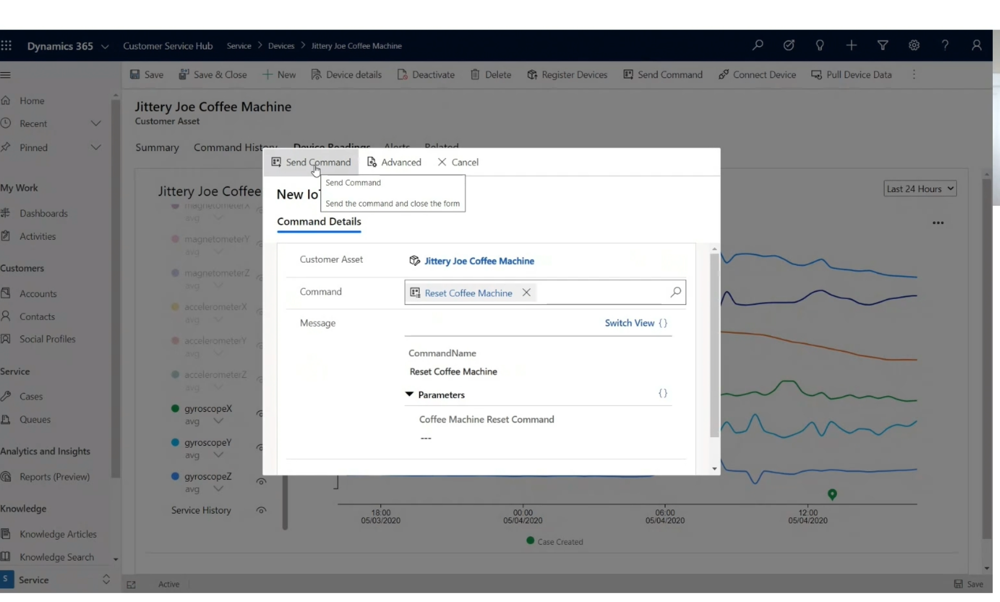 Dynamics 365 Customer Service Hub Service > Devices > Jittery Joe Coffee Machine
Save Save & Close New Device details Deactivate Delete Register Devices Send Command Connect Device Pull Device Data
Home
Recent
Pinned
My Work
Dashboards
Activities
Customers
Accounts
Contacts
Social Profiles
Service
Cases
Queues
Analytics and Insights
Reports (Preview)
Knowledge
Knowledge Articles
Knowledge Search
S Service
Jittery Joe Coffee Machine
Customer Asset
Summary Command History Device Readings Alerts Related
Jittery Joe Coffee
Last 24 Hours
magnetometerX
avg
magnetometerY
avg
magnetometerZ
avg
accelerometerX
avg
accelerometerY
avg
accelerometerZ
avg
gyroscopeX
avg
gyroscopeY
avg
gyroscopeZ
avg
Service History
Send Command Advanced Cancel
Send Command
Send the command and close the form
New Io
Command Details
Customer Asset Jittery Joe Coffee Machine
Command Reset Coffee Machine
Message Switch View {}
CommandName
Reset Coffee Machine
Parameters {}
Coffee Machine Reset Command
---
18:00 00:00 06:00 12:00
05/03/2020 05/04/2020 05/04/2020 05/04/2020
Case Created
Active Save